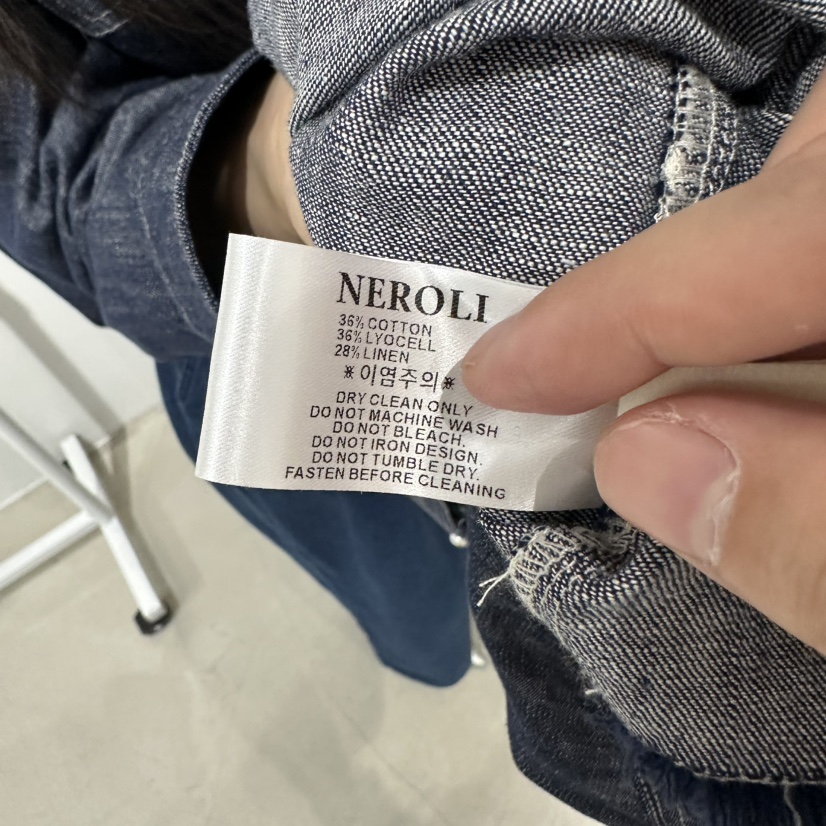 NEROLI
36% COTTON
36% LYOCELL
28% LINEN
※이염주의※
DRY CLEAN ONLY
DO NOT MACHINE WASH
DO NOT BLEACH.
DO NOT IRON DESIGN.
DO NOT TUMBLE DRY.
FASTEN BEFORE CLEANING